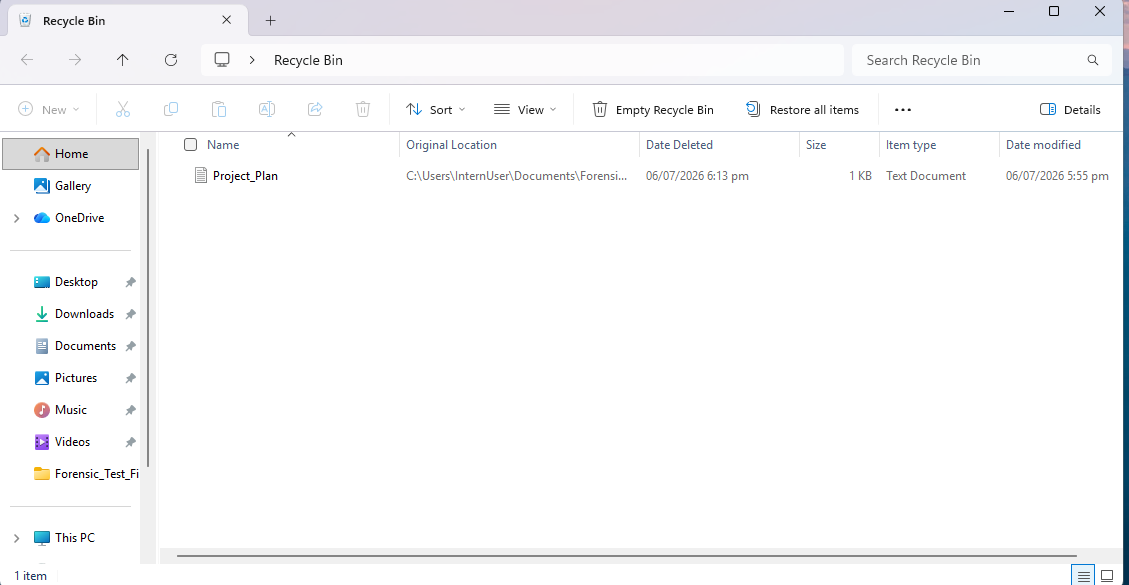 Recycle Bin
Recycle Bin
Search Recycle Bin
New
Sort
View
Empty Recycle Bin
Restore all items
Details
Name
Original Location
Date Deleted
Size
Item type
Date modified
Project_Plan
C:\Users\InternUser\Documents\Forensi...
06/07/2026 6:13 pm
1 KB
Text Document
06/07/2026 5:55 pm
Home
Gallery
OneDrive
Desktop
Downloads
Documents
Pictures
Music
Videos
Forensic_Test_Fi
This PC
1 item